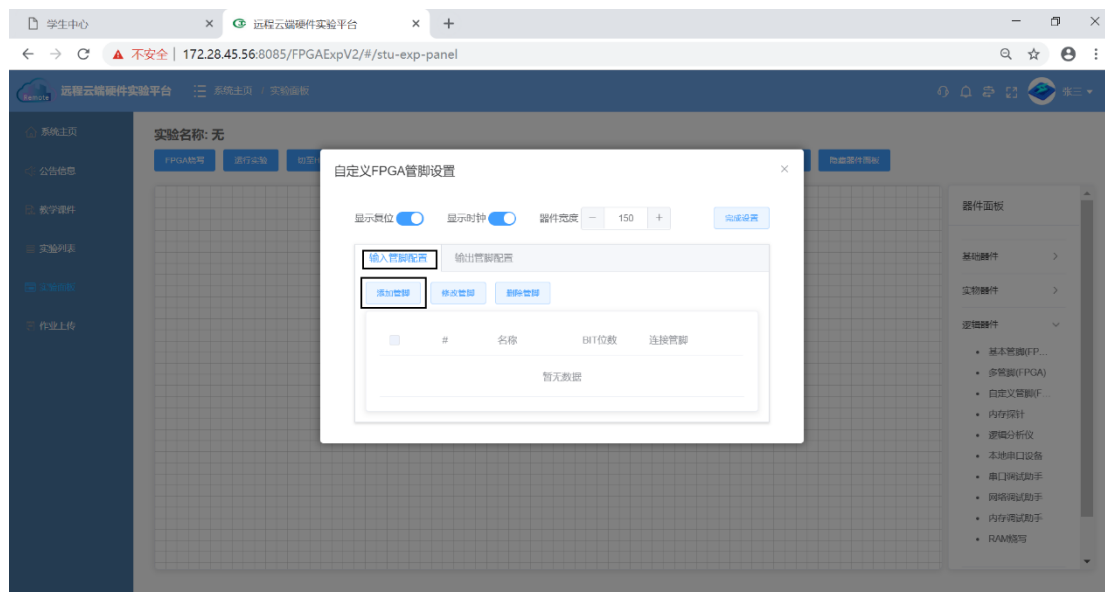 学生中心
远程云端硬件实验平台
不安全 | 172.28.45.56:8085/FPGAExpV2/#/stu-exp-panel
Remote
远程云端硬件实验平台
系统主页 / 实验面板
张三
系统主页
公告信息
教学课件
实验列表
实验面板
作业上传
实验名称: 无
FPGA烧写
进行实验
切至
隐藏器件面板
自定义FPGA管脚设置
显示复位
显示时钟
器件宽度
150
完成设置
输入管脚配置
输出管脚配置
添加管脚
修改管脚
删除管脚
# 名称 BIT位数 连接管脚
暂无数据
器件面板
基础器件
实物器件
逻辑器件
基本管脚(FP...
多管脚(FPGA)
自定义管脚(F...
内存探针
逻辑分析仪
本地串口设备
串口调试助手
网络调试助手
内存调试助手
RAM烧写